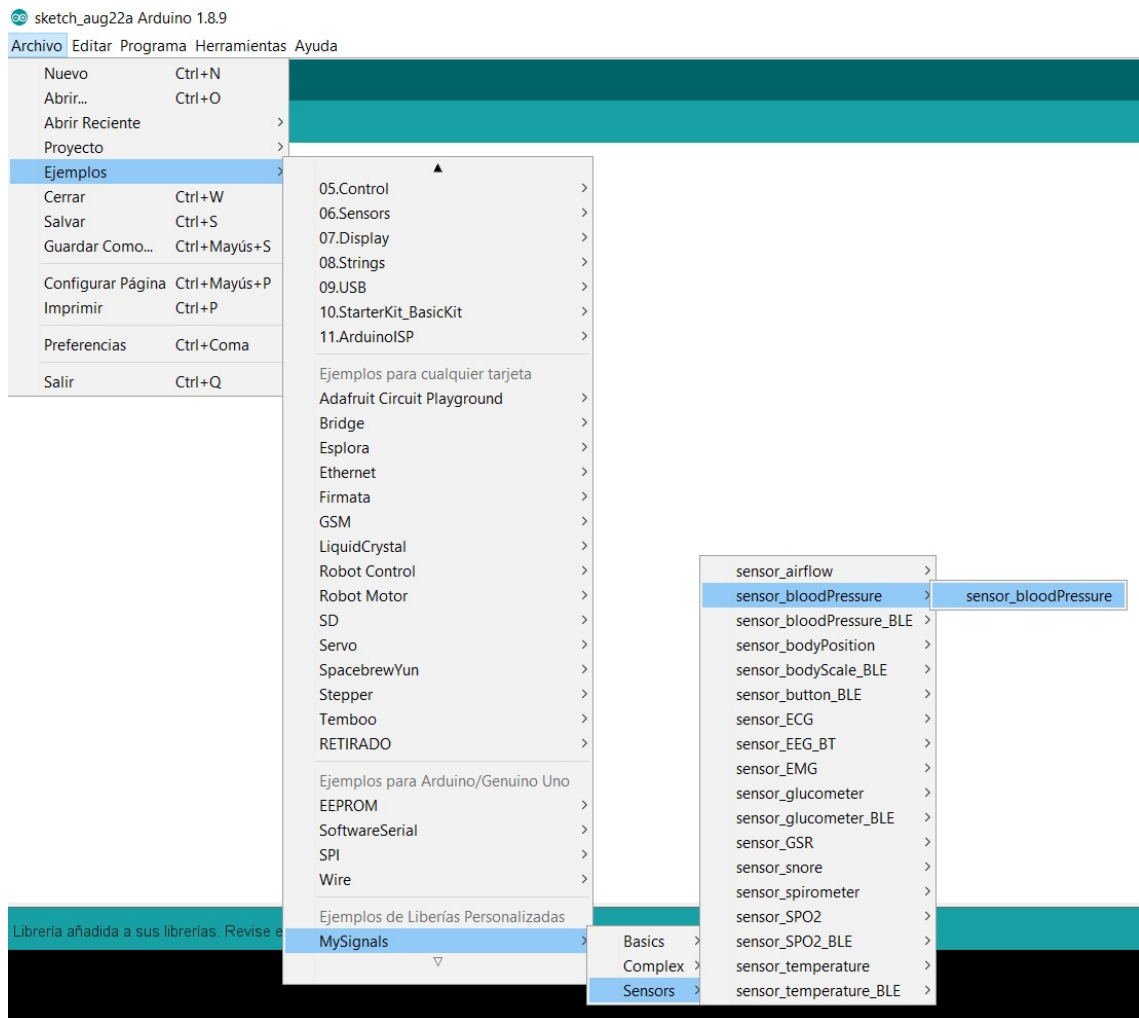 sketch_aug22a Arduino 1.8.9
Archivo Editar Programa Herramientas Ayuda
Nuevo Ctrl+N
Abrir... Ctrl+O
Abrir Reciente
Proyecto
Ejemplos
Cerrar Ctrl+W
Salvar Ctrl+S
Guardar Como... Ctrl+Mayús+S
Configurar Página Ctrl+Mayús+P
Imprimir Ctrl+P
Preferencias Ctrl+Coma
Salir Ctrl+Q
05.Control
06.Sensors
07.Display
08.Strings
09.USB
10.StarterKit_BasicKit
11.ArduinoISP
Ejemplos para cualquier tarjeta
Adafruit Circuit Playground
Bridge
Esplora
Ethernet
Firmata
GSM
LiquidCrystal
Robot Control
Robot Motor
SD
Servo
SpacebrewYun
Stepper
Temboo
RETIRADO
Ejemplos para Arduino/Genuino Uno
EEPROM
SoftwareSerial
SPI
Wire
Ejemplos de Liberías Personalizadas
MySignals
Basics
Complex
Sensors
sensor_airflow
sensor_bloodPressure
sensor_bloodPressure_BLE
sensor_bodyPosition
sensor_bodyScale_BLE
sensor_button_BLE
sensor_ECG
sensor_EEG_BT
sensor_EMG
sensor_glucometer
sensor_glucometer_BLE
sensor_GSR
sensor_snore
sensor_spirometer
sensor_SPO2
sensor_SPO2_BLE
sensor_temperature
sensor_temperature_BLE
sensor_bloodPressure
Librería añadida a sus librerías. Revise e